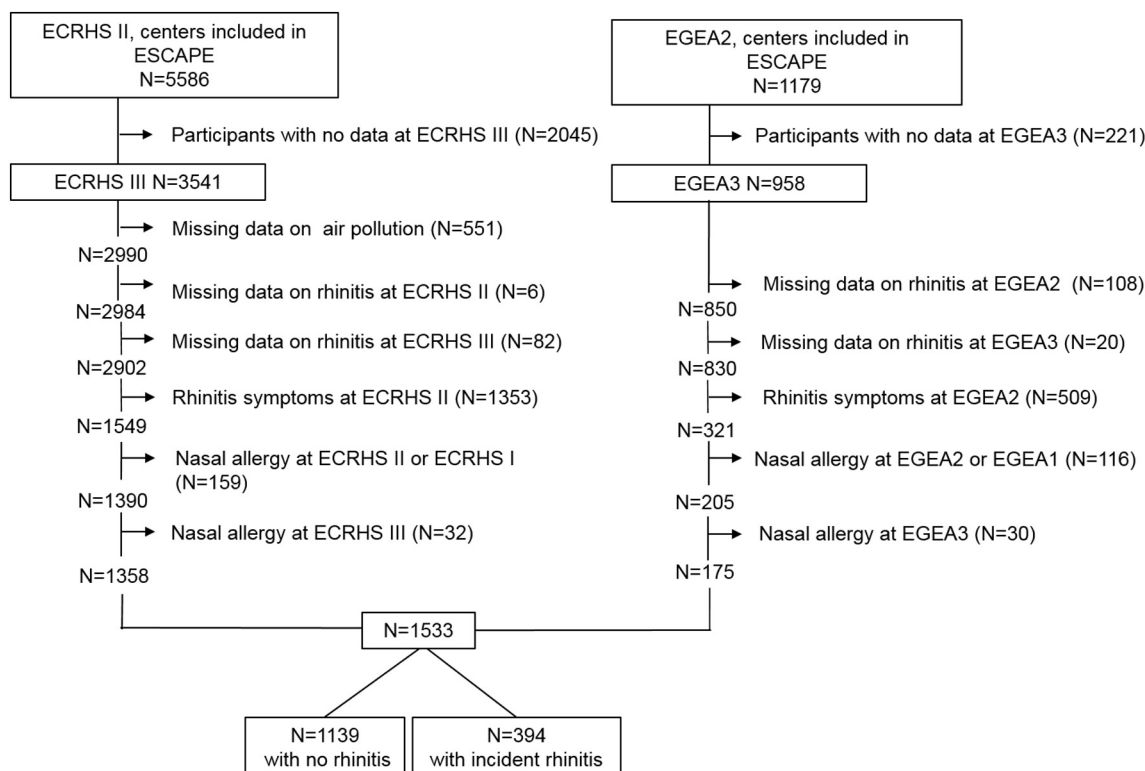 ECRHS II, centers included in
ESCAPE
N=5586
Participants with no data at ECRHS III (N=2045)
ECRHS III N=3541
Missing data on air pollution (N=551)
N=2990
Missing data on rhinitis at ECRHS II (N=6)
N=2984
Missing data on rhinitis at ECRHS III (N=82)
N=2902
Rhinitis symptoms at ECRHS II (N=1353)
N=1549
Nasal allergy at ECRHS II or ECRHS I
(N=159)
N=1390
Nasal allergy at ECRHS III (N=32)
N=1358
EGEA2, centers included in
ESCAPE
N=1179
Participants with no data at EGEA3 (N=221)
EGEA3 N=958
Missing data on rhinitis at EGEA2 (N=108)
N=850
Missing data on rhinitis at EGEA3 (N=20)
N=830
Rhinitis symptoms at EGEA2 (N=509)
N=321
Nasal allergy at EGEA2 or EGEA1 (N=116)
N=205
Nasal allergy at EGEA3 (N=30)
N=175
N=1533
N=1139
with no rhinitis
N=394
with incident rhinitis